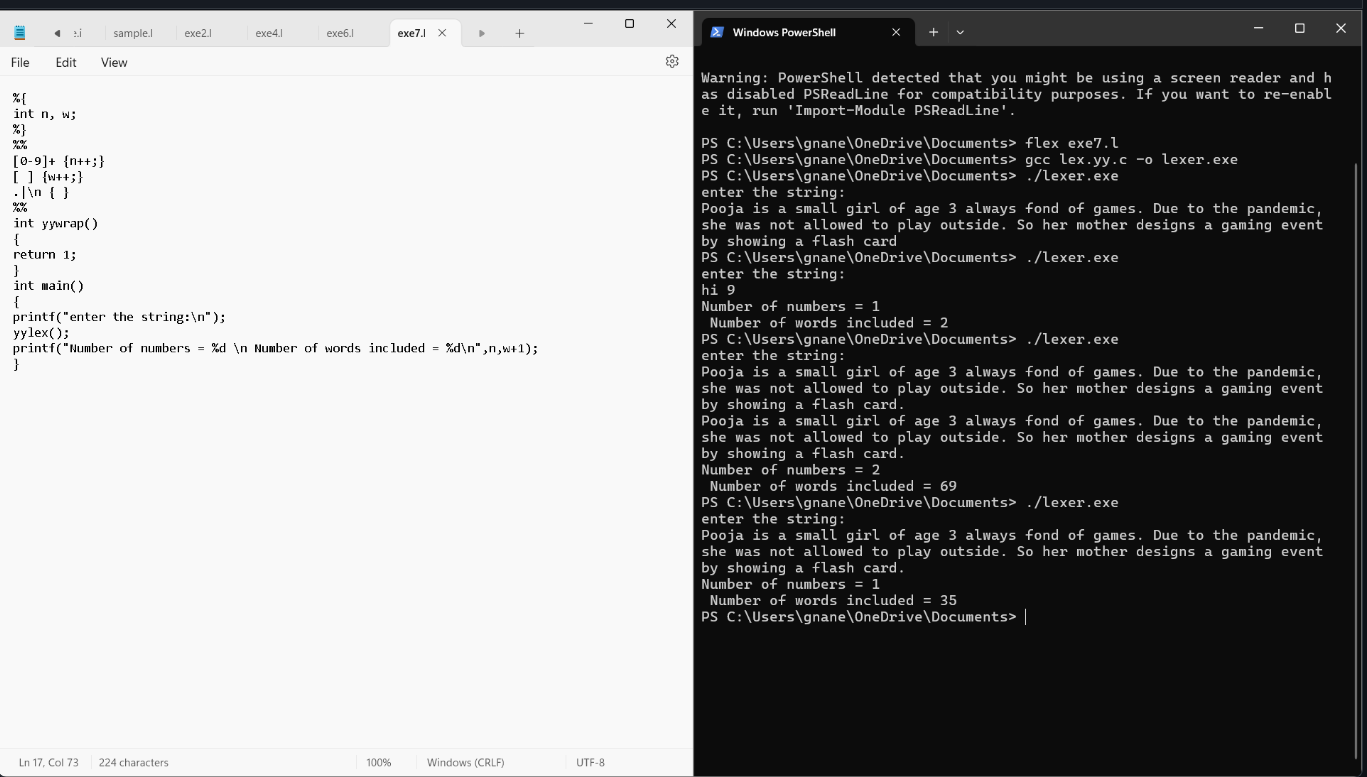 :.i
sample.l
exe2.l
exe4.l
exe6.l
exe7.l
File Edit View
%{
int n, w;
%}
%%
[0-9]+ {n++;}
[ ] {w++;}
.|\n { }
%%
int yywrap()
{
return 1;
}
int main()
{
printf("enter the string:\n");
yylex();
printf("Number of numbers = %d \n Number of words included = %d\n",n,w+1);
}
Ln 17, Col 73 224 characters 100% Windows (CRLF) UTF-8
Windows PowerShell
Warning: PowerShell detected that you might be using a screen reader and h
as disabled PSReadLine for compatibility purposes. If you want to re-enabl
e it, run 'Import-Module PSReadLine'.
PS C:\Users\gnane\OneDrive\Documents> flex exe7.l
PS C:\Users\gnane\OneDrive\Documents> gcc lex.yy.c -o lexer.exe
PS C:\Users\gnane\OneDrive\Documents> ./lexer.exe
enter the string:
Pooja is a small girl of age 3 always fond of games. Due to the pandemic,
she was not allowed to play outside. So her mother designs a gaming event
by showing a flash card
PS C:\Users\gnane\OneDrive\Documents> ./lexer.exe
enter the string:
hi 9
Number of numbers = 1
 Number of words included = 2
PS C:\Users\gnane\OneDrive\Documents> ./lexer.exe
enter the string:
Pooja is a small girl of age 3 always fond of games. Due to the pandemic,
she was not allowed to play outside. So her mother designs a gaming event
by showing a flash card.
Pooja is a small girl of age 3 always fond of games. Due to the pandemic,
she was not allowed to play outside. So her mother designs a gaming event
by showing a flash card.
Number of numbers = 2
 Number of words included = 69
PS C:\Users\gnane\OneDrive\Documents> ./lexer.exe
enter the string:
Pooja is a small girl of age 3 always fond of games. Due to the pandemic,
she was not allowed to play outside. So her mother designs a gaming event
by showing a flash card.
Number of numbers = 1
 Number of words included = 35
PS C:\Users\gnane\OneDrive\Documents>